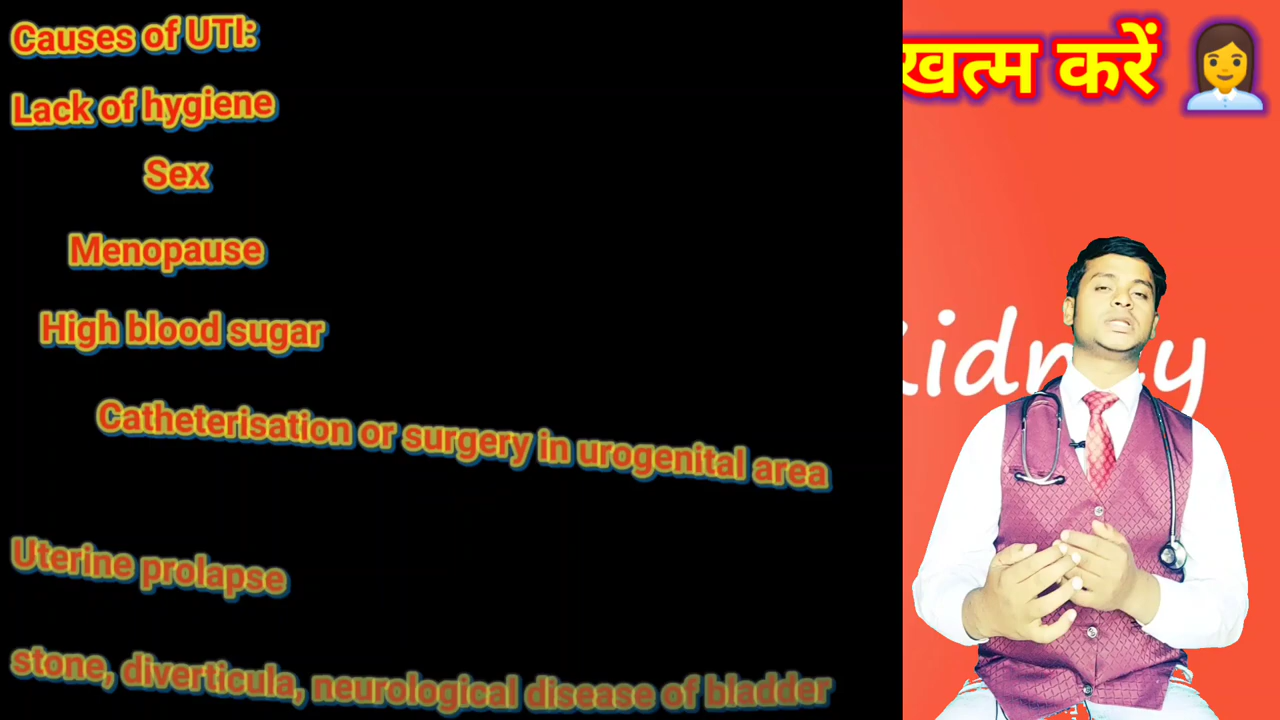 Causes of UTI:
Lack of hygiene
Sex
Menopause
High blood sugar
Catheterisation or surgery in urogenital area
Uterine prolapse
stone, diverticula, neurological disease of bladder
खत्म करें